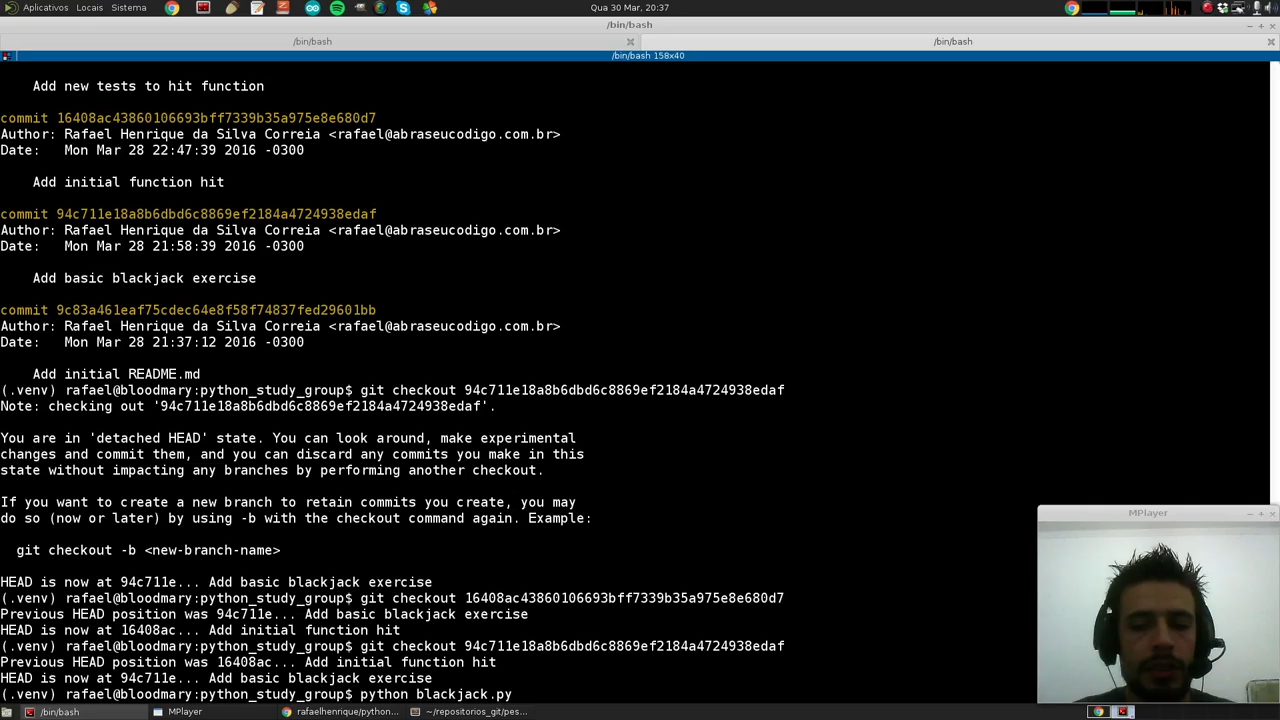 Aplicativos Locais Sistema
Qua 30 Mar, 20:37
/bin/bash
/bin/bash
/bin/bash
/bin/bash 158x40
Add new tests to hit function
commit 16408ac43860106693bff7339b35a975e8e680d7
Author: Rafael Henrique da Silva Correia <rafael@abraseucodigo.com.br>
Date:   Mon Mar 28 22:47:39 2016 -0300
Add initial function hit
commit 94c711e18a8b6dbd6c8869ef2184a4724938edaf
Author: Rafael Henrique da Silva Correia <rafael@abraseucodigo.com.br>
Date:   Mon Mar 28 21:58:39 2016 -0300
Add basic blackjack exercise
commit 9c83a461eaf75cdec64e8f58f74837fed29601bb
Author: Rafael Henrique da Silva Correia <rafael@abraseucodigo.com.br>
Date:   Mon Mar 28 21:37:12 2016 -0300
Add initial README.md
(.venv) rafael@bloodmary:python_study_group$ git checkout 94c711e18a8b6dbd6c8869ef2184a4724938edaf
Note: checking out '94c711e18a8b6dbd6c8869ef2184a4724938edaf'.
You are in 'detached HEAD' state. You can look around, make experimental
changes and commit them, and you can discard any commits you make in this
state without impacting any branches by performing another checkout.
If you want to create a new branch to retain commits you create, you may
do so (now or later) by using -b with the checkout command again. Example:
git checkout -b <new-branch-name>
HEAD is now at 94c711e... Add basic blackjack exercise
(.venv) rafael@bloodmary:python_study_group$ git checkout 16408ac43860106693bff7339b35a975e8e680d7
Previous HEAD position was 94c711e... Add basic blackjack exercise
HEAD is now at 16408ac... Add initial function hit
(.venv) rafael@bloodmary:python_study_group$ git checkout 94c711e18a8b6dbd6c8869ef2184a4724938edaf
Previous HEAD position was 16408ac... Add initial function hit
HEAD is now at 94c711e... Add basic blackjack exercise
(.venv) rafael@bloodmary:python_study_group$ python blackjack.py
MPlayer
/bin/bash
MPlayer
rafaelhenrique/python...
~/repositorios_git/pes...